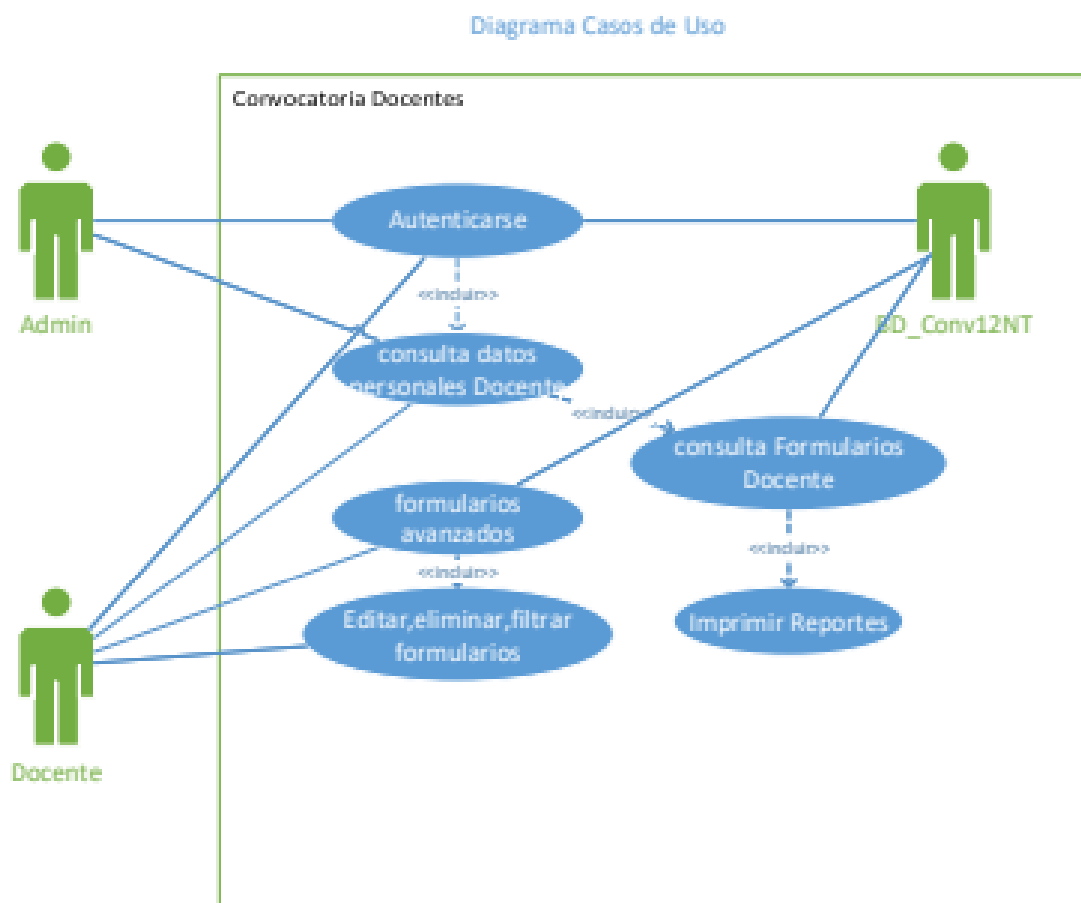 Diagrama Casos de Uso
Convocatoria Docentes
Autenticarse
<<incluir>>
Admin
BD_Conv12NT
consulta datos
personales Docente
<<incluir>>
consulta Formularios
Docente
formularios
avanzados
<<incluir>>
<<incluir>>
Editar,eliminar,filtrar
formularios
Imprimir Reportes
Docente